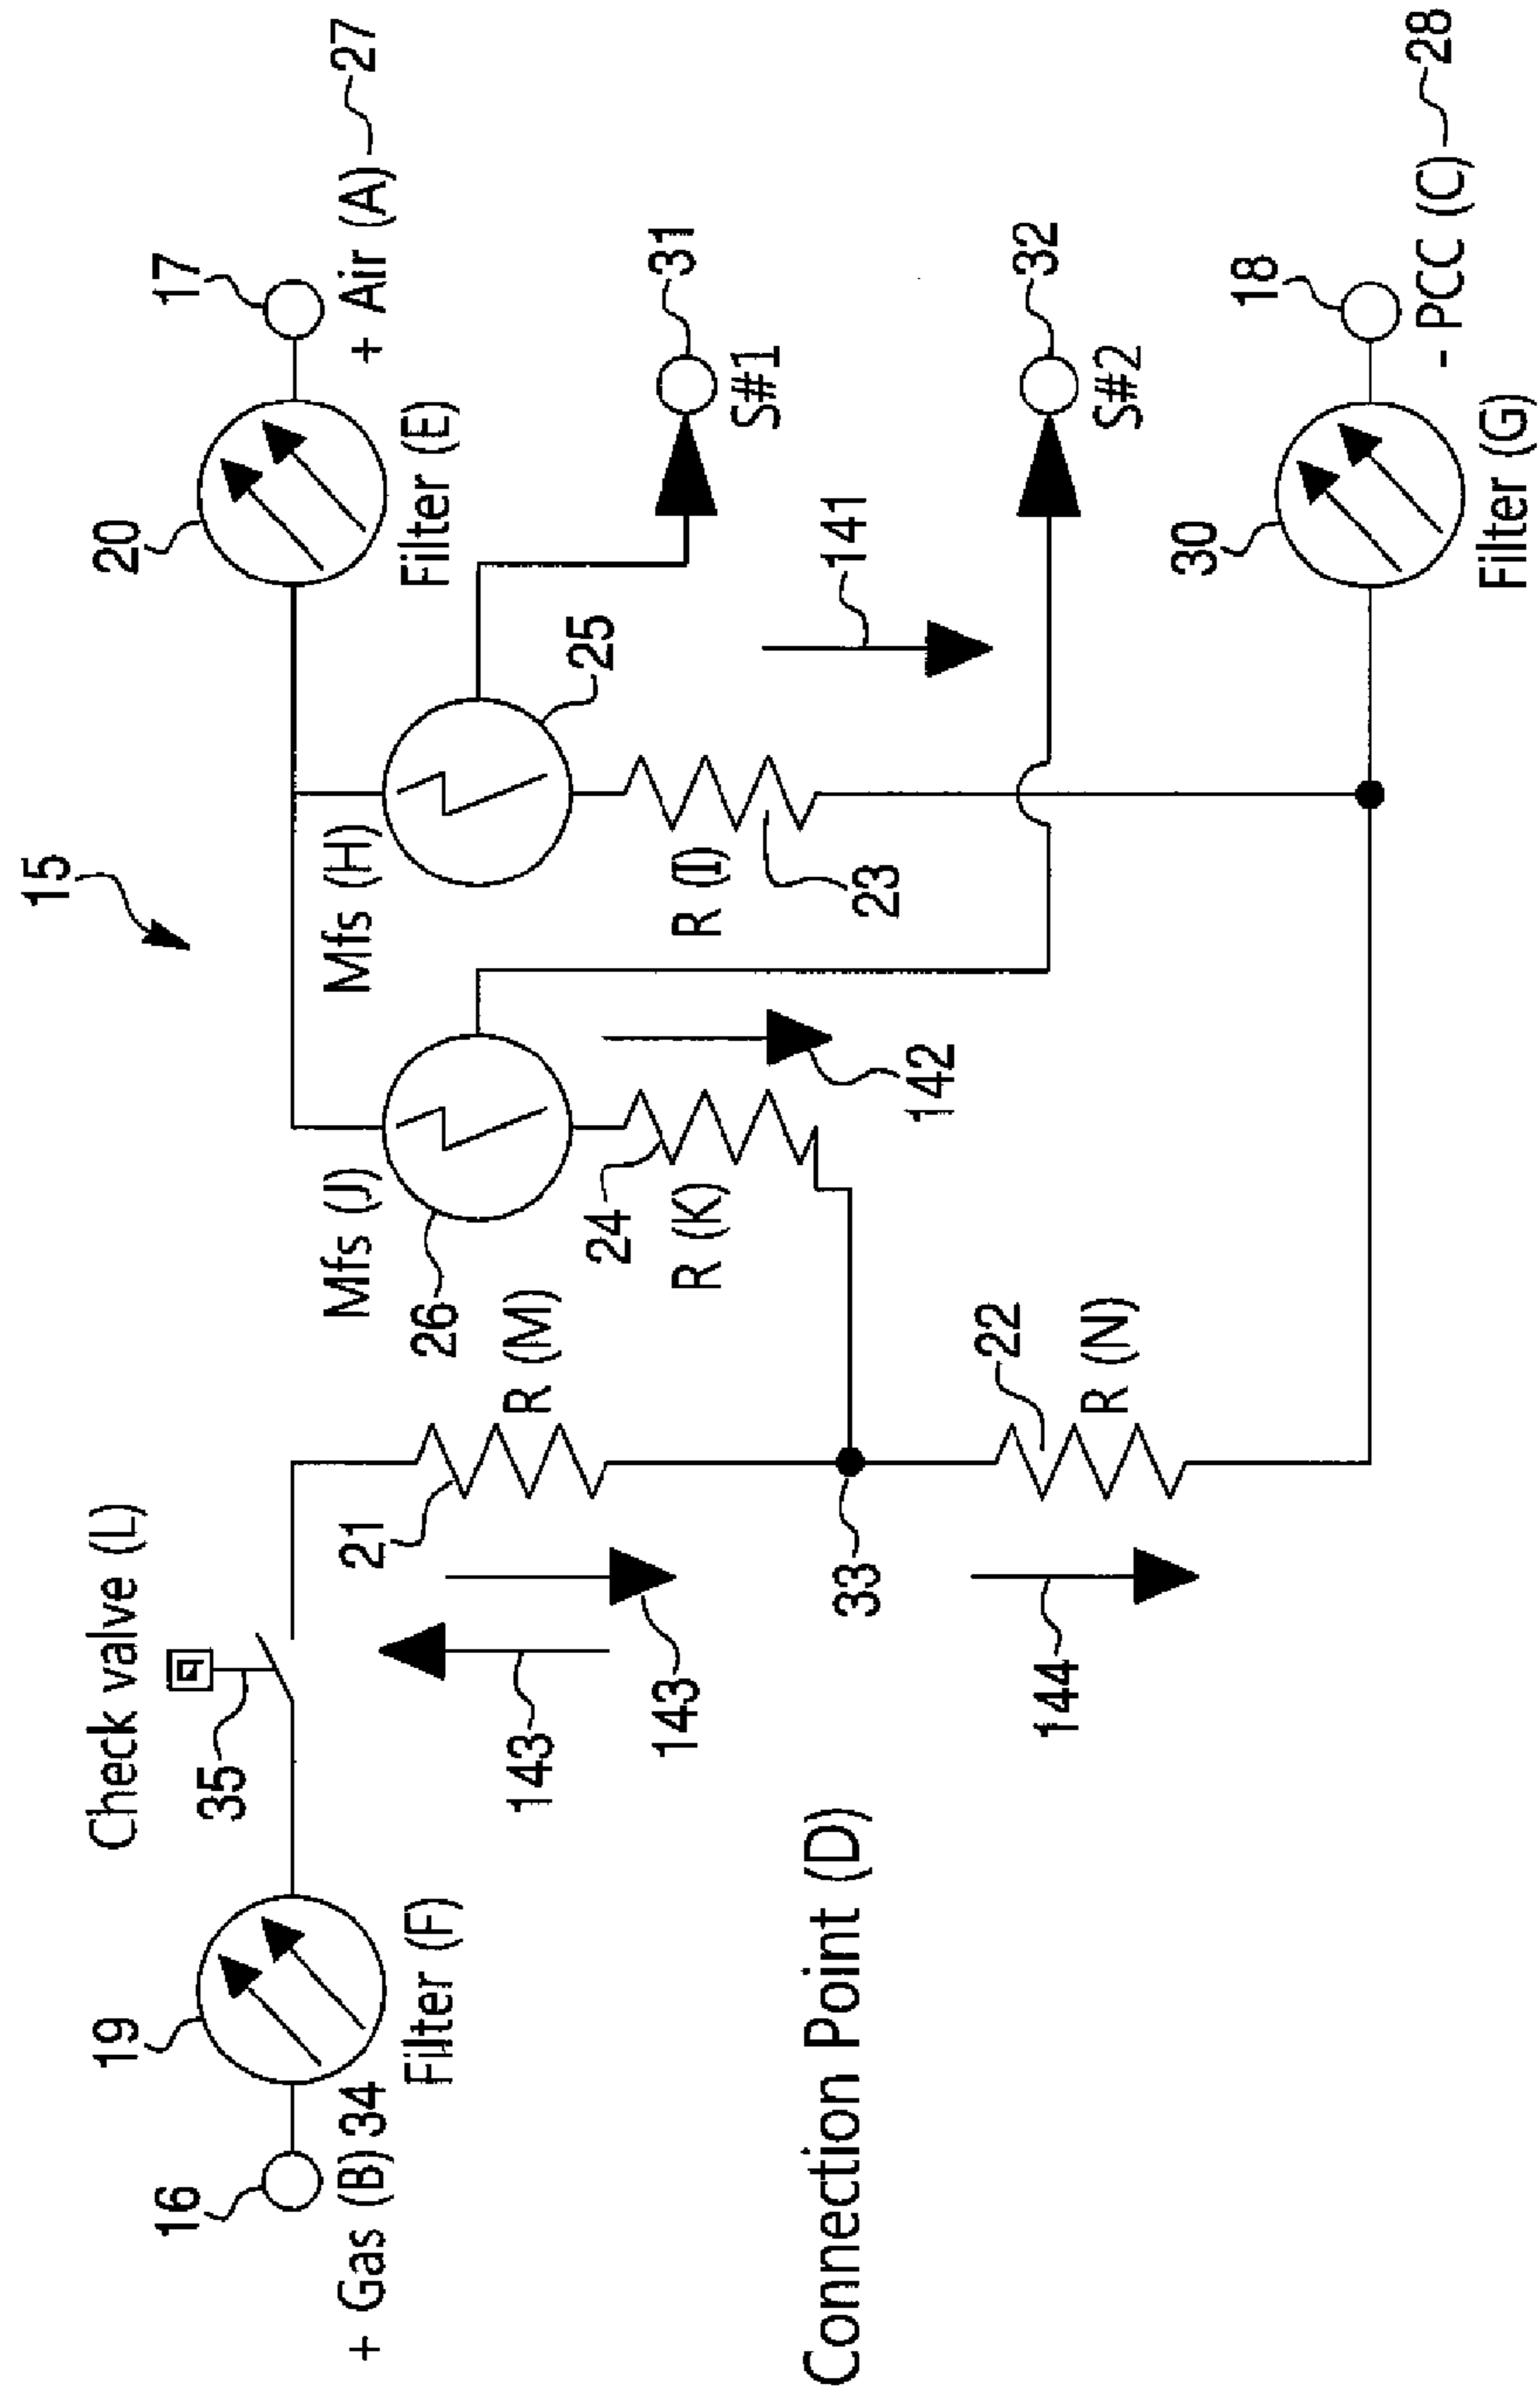 15
16
19
35
Check valve (L)
20
17
+ Gas (B) 34
Filter (F)
21
R (M)
26
Mfs (J)
Mfs (H)
25
Filter (E)
+ Air (A)
27
143
143
24
R (K)
142
R (I)
23
141
S#1
31
Connection Point (D)
33
144
22
R (N)
S#2
32
30
18
Filter (G)
- PCC (C)
28